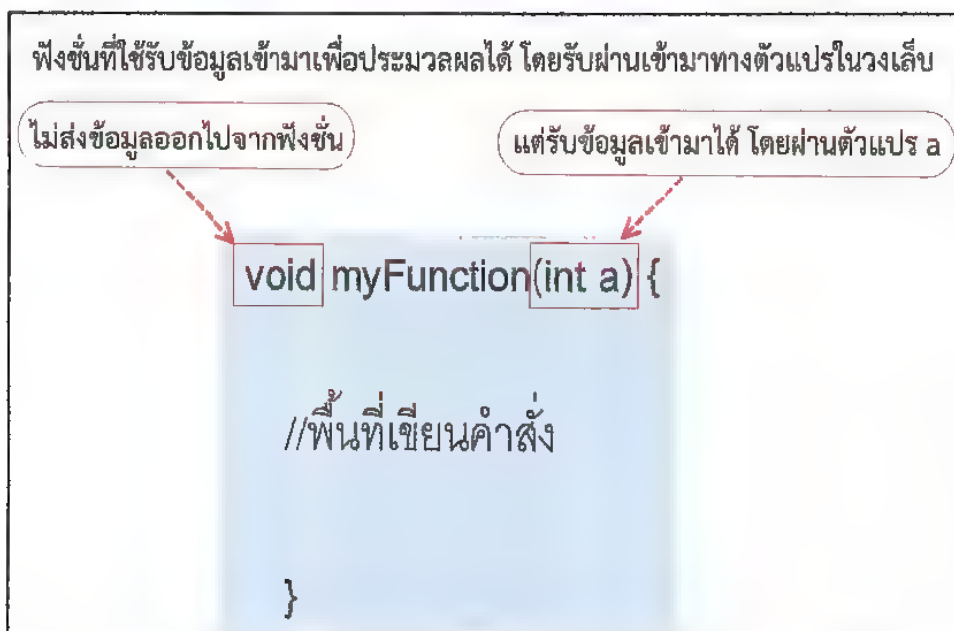 ฟังชั่นที่ใช้รับข้อมูลเข้ามาเพื่อประมวลผลได้ โดยรับผ่านเข้ามาทางตัวแปรในวงเล็บ
ไม่ส่งข้อมูลออกไปจากฟังชั่น
แต่รับข้อมูลเข้ามาได้ โดยผ่านตัวแปร a
void myFunction(int a) {
//พื้นที่เขียนคำสั่ง
}